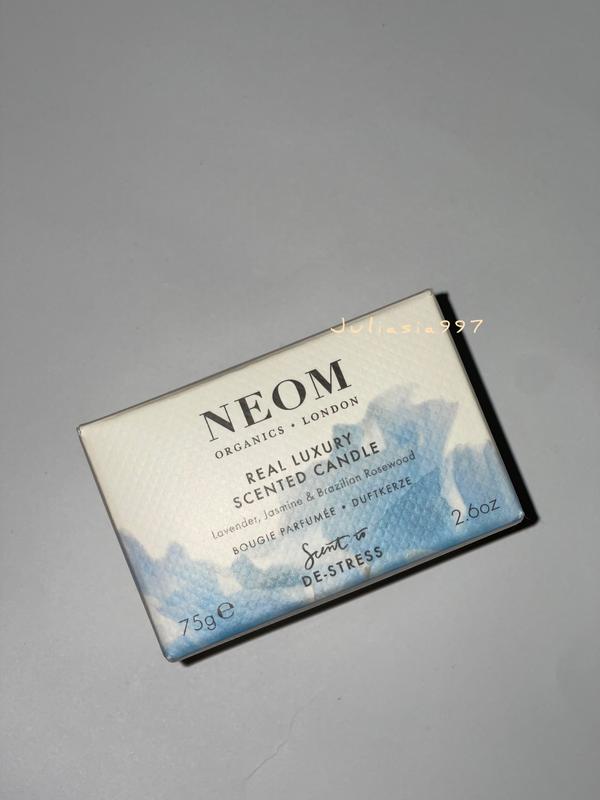 Juliasia997
NEOM
ORGANICS • LONDON
REAL LUXURY
SCENTED CANDLE
Lavender, Jasmine & Brazilian Rosewood
BOUGIE PARFUMÉE • DUFTKERZE
Scent to
DE-STRESS
75g℮
2.6oz